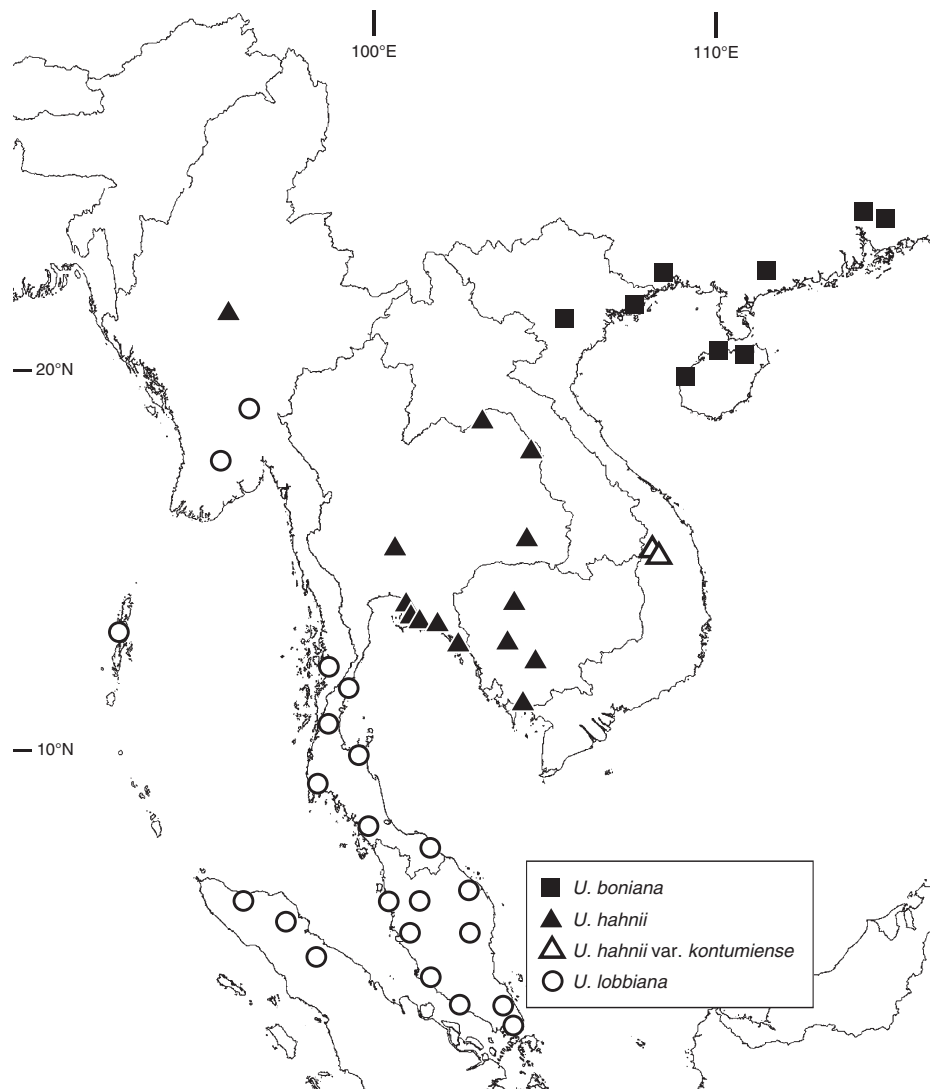 100°E
110°E
20°N
10°N
U. boniana
U. hahnii
U. hahnii var. kontumiense
U. lobbiana